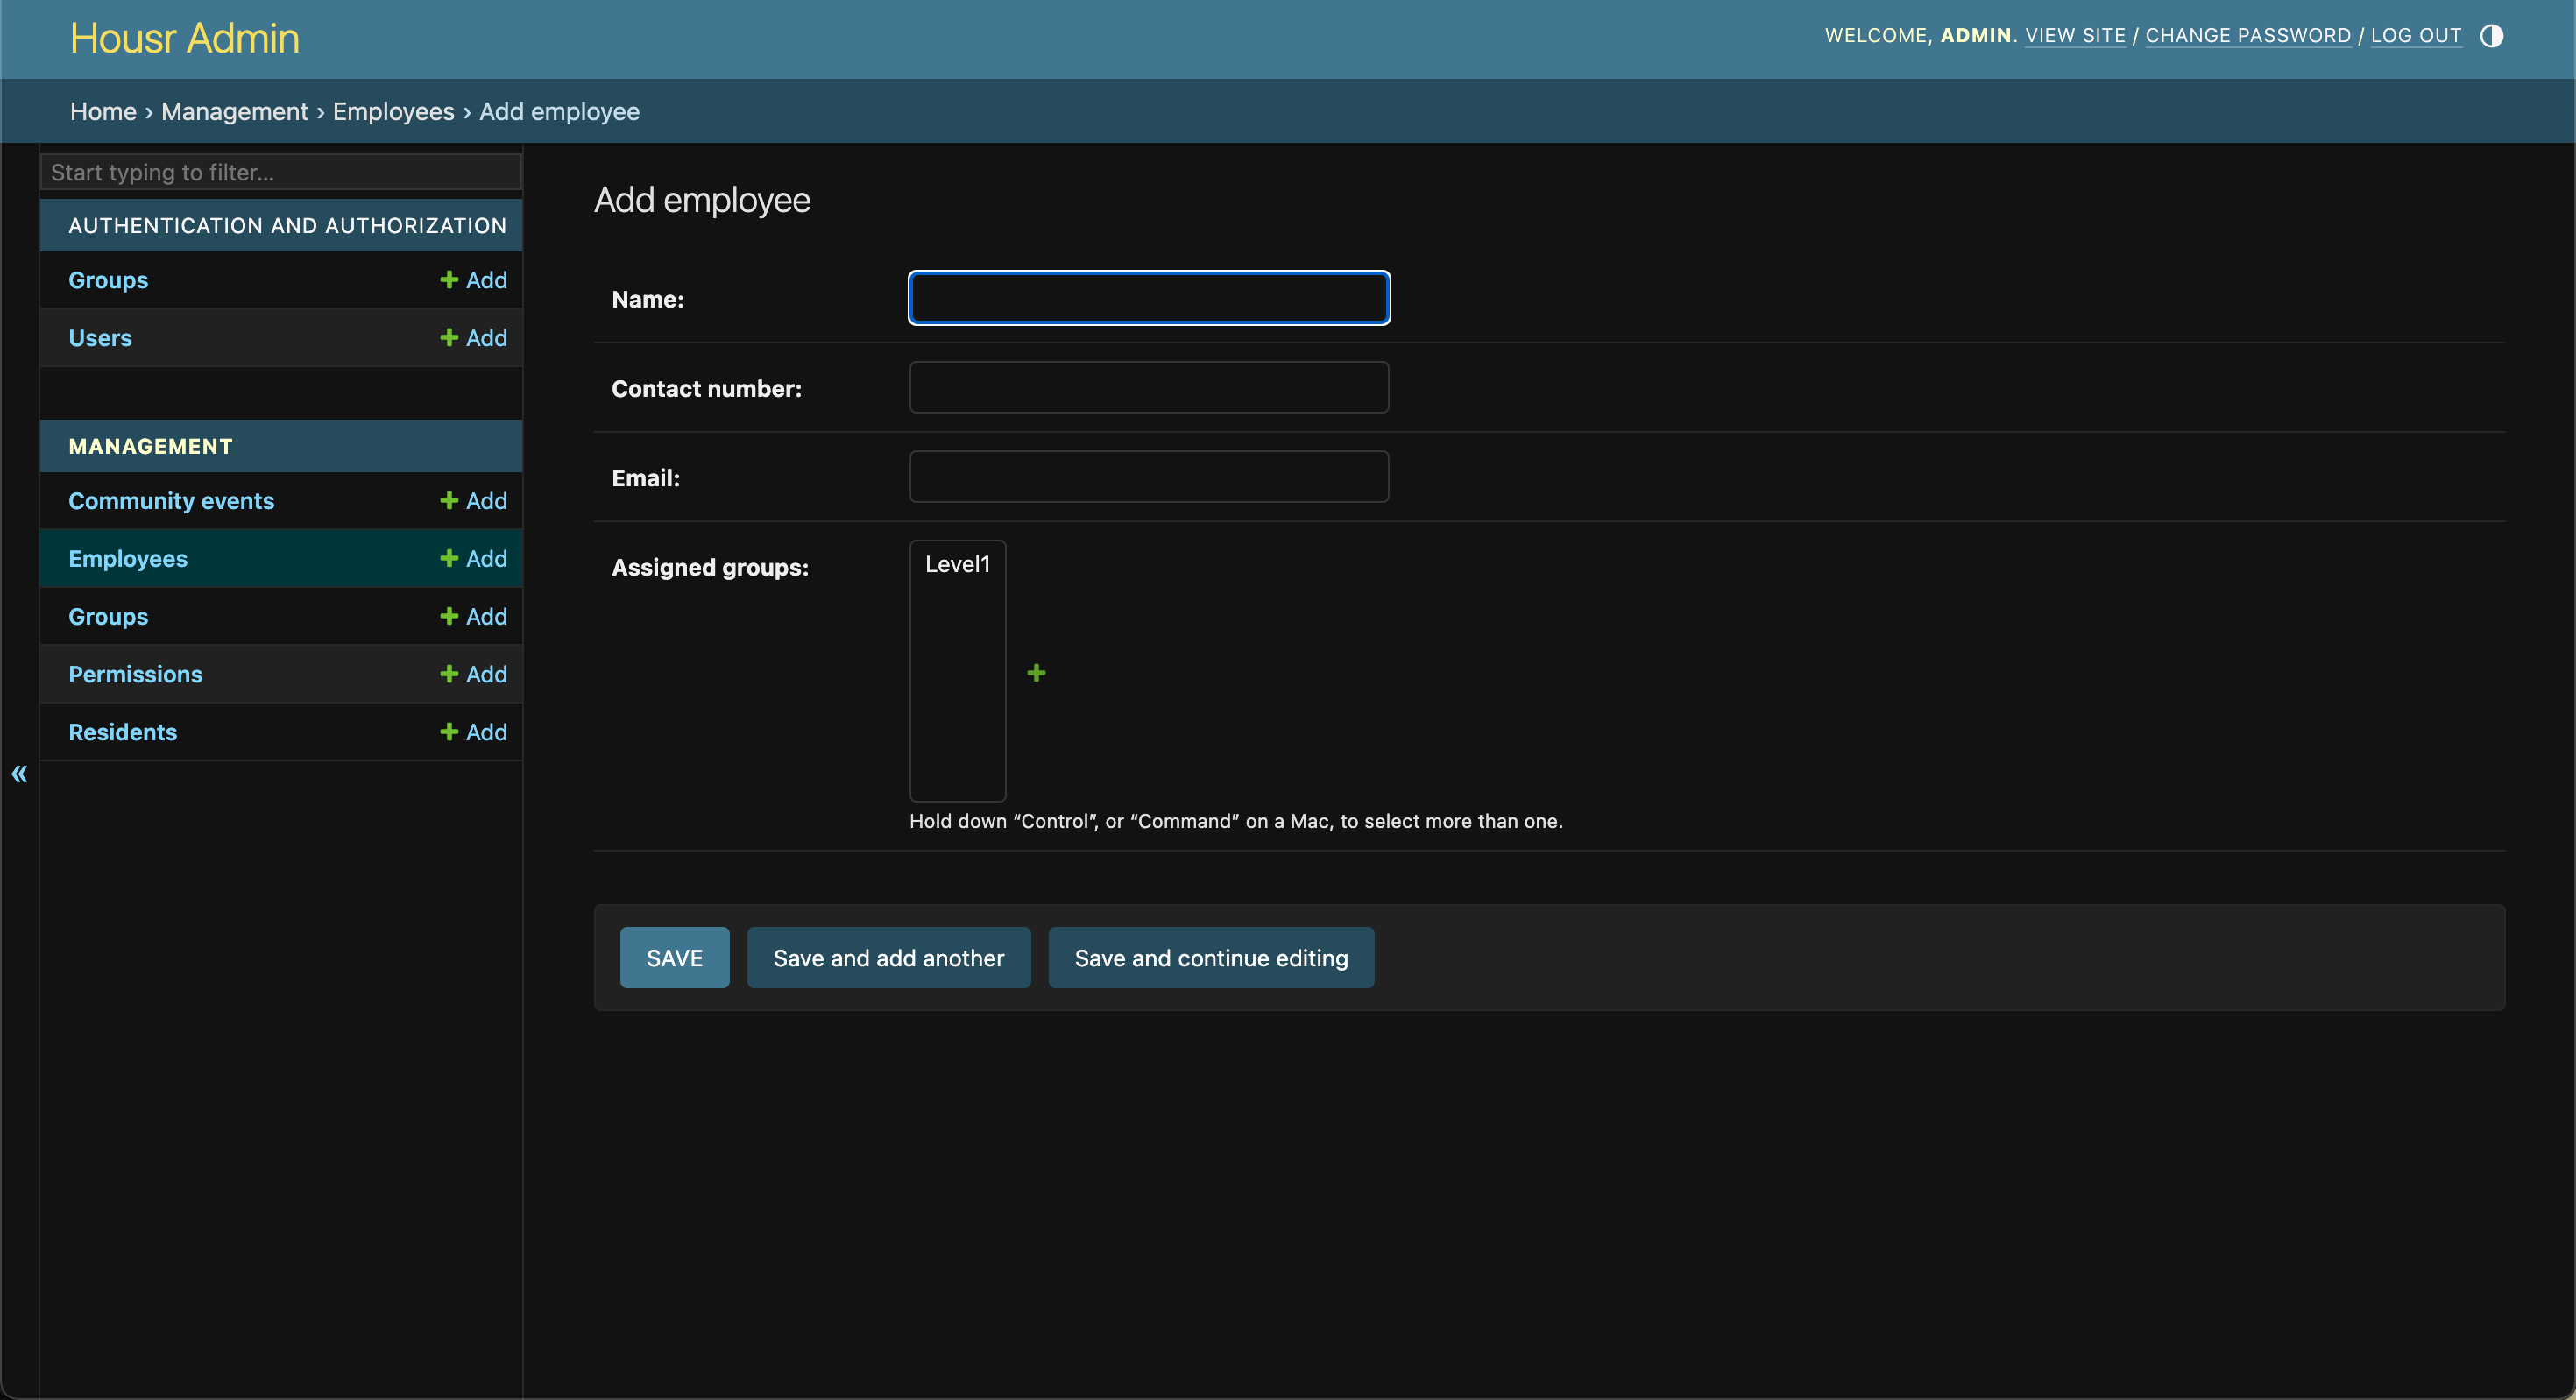 Housr Admin
WELCOME, ADMIN. VIEW SITE / CHANGE PASSWORD / LOG OUT
Home › Management › Employees › Add employee
Start typing to filter...
AUTHENTICATION AND AUTHORIZATION
Groups + Add
Users + Add
MANAGEMENT
Community events + Add
Employees + Add
Groups + Add
Permissions + Add
Residents + Add
«
Add employee
Name:
Contact number:
Email:
Assigned groups:
Level1
Hold down “Control”, or “Command” on a Mac, to select more than one.
SAVE Save and add another Save and continue editing